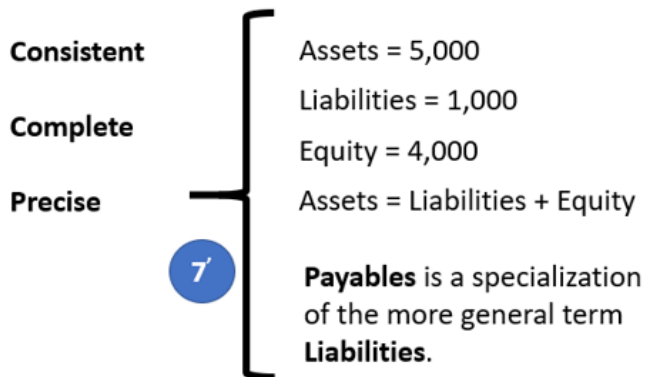 Consistent
Complete
Precise
7’
Assets = 5,000
Liabilities = 1,000
Equity = 4,000
Assets = Liabilities + Equity
Payables is a specialization
of the more general term
Liabilities.